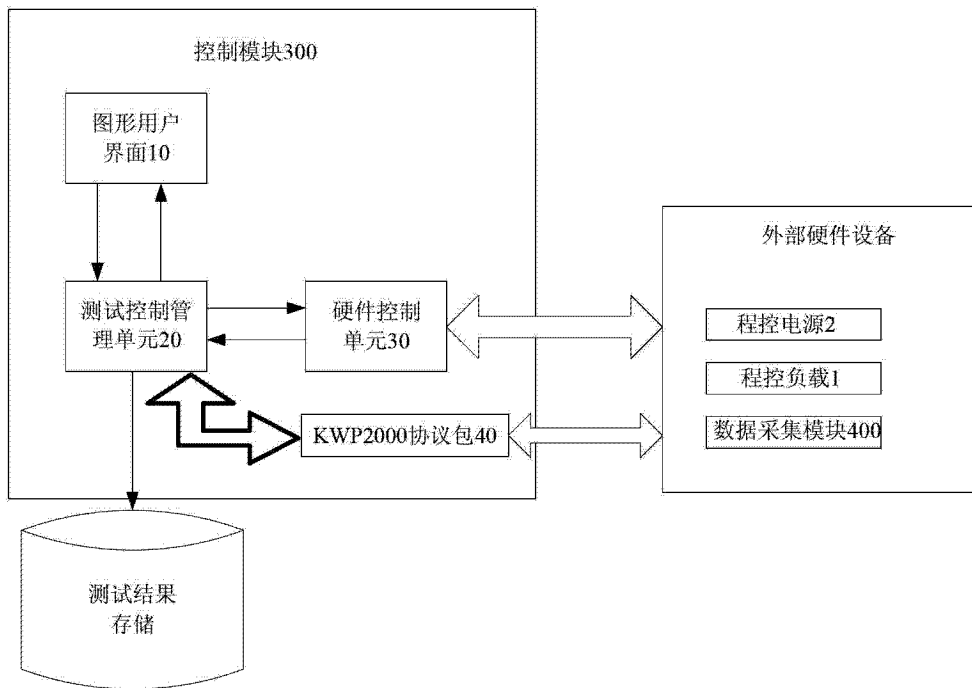 控制模块300
图形用户
界面10
测试控制管
理单元20
硬件控制
单元30
KWP2000协议包40
外部硬件设备
程控电源2
程控负载1
数据采集模块400
测试结果
存储